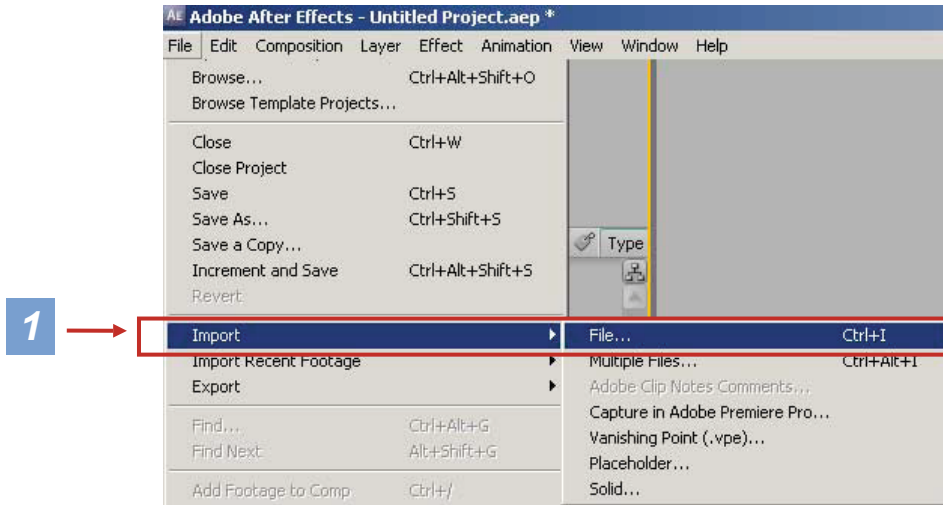 AE Adobe After Effects - Untitled Project.aep *
File Edit Composition Layer Effect Animation View Window Help
Browse... Ctrl+Alt+Shift+O
Browse Template Projects...
Close Ctrl+W
Close Project
Save Ctrl+S
Save As... Ctrl+Shift+S
Save a Copy... Type
Increment and Save Ctrl+Alt+Shift+S
Revert
1 Import File... Ctrl+I
Import Recent Footage Multiple Files... Ctrl+Alt+I
Export Adobe Clip Notes Comments...
Capture in Adobe Premiere Pro...
Find... Ctrl+Alt+G
Vanishing Point (.vpe)...
Find Next Alt+Shift+G
Placeholder...
Add Footage to Comp Ctrl+/ Solid...